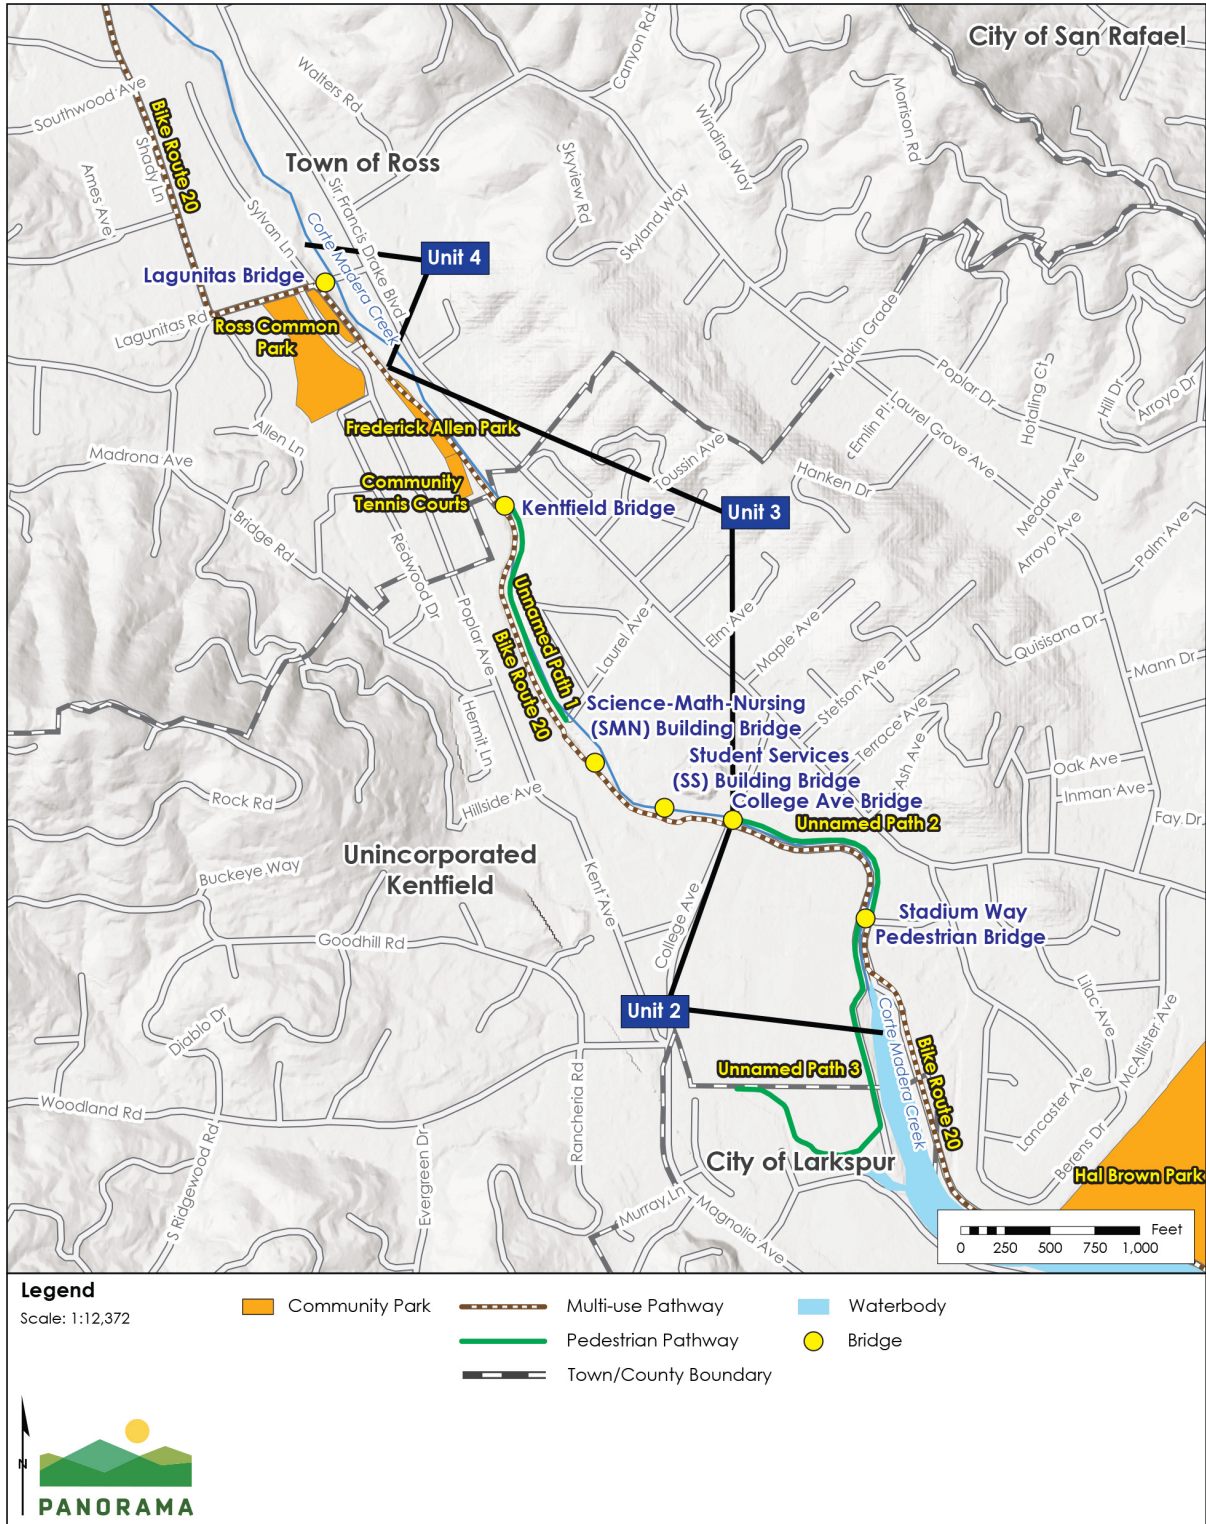 City of San Rafael
Canyon Rd
Walters Rd
Southwood Ave
Bike Route 20
Shady Ln
Ames Ave
Winding Way
Morrison Rd
Town of Ross
Skyview Rd
Sir Francis Drake Blvd
Sylvan Ln
Skyland Way
Corte Madera Creek
Unit 4
Lagunitas Bridge
Lagunitas Rd
Ross Common
Park
Makin Grade
Poplar Dr
Hotaling Ct
Hill Dr
Arroyo Dr
Emlin Pl
Laurel Grove Ave
Allen Ln
Frederick Allen Park
Madrona Ave
Toussin Ave
Hanken Dr
Meadow Ave
Community
Tennis Courts
Kentfield Bridge
Unit 3
Bridge Rd
Redwood Dr
Arroyo Ave
Palm Ave
Poplar Ave
Unnamed Path 1
Bike Route 20
Laurel Ave
Elm Ave
Maple Ave
Quisisana Dr
Mann Dr
Stetson Ave
Terrace Ave
Ash Ave
Hermit Ln
Science-Math-Nursing
(SMN) Building Bridge
Student Services
(SS) Building Bridge
College Ave Bridge
Unnamed Path 2
Oak Ave
Inman Ave
Fay Dr
Rock Rd
Hillside Ave
Unincorporated
Kentfield
Buckeye Way
Kent Ave
College Ave
Goodhill Rd
Stadium Way
Pedestrian Bridge
Diablo Dr
Unit 2
Lilac Ave
McAllister Ave
Corte Madera Creek
Bike Route 20
Unnamed Path 3
Woodland Rd
Rancheria Rd
Lancaster Ave
Berens Dr
S Ridgewood Rd
Evergreen Dr
City of Larkspur
Hal Brown Park
Murray Ln
Magnolia Ave
Feet
0 250 500 750 1,000
Legend
Scale: 1:12,372
Community Park
Multi-use Pathway
Waterbody
Pedestrian Pathway
Bridge
Town/County Boundary
N
PANORAMA